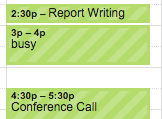 2:30p – Report Writing
3p – 4p
busy
4:30p – 5:30p
Conference Call